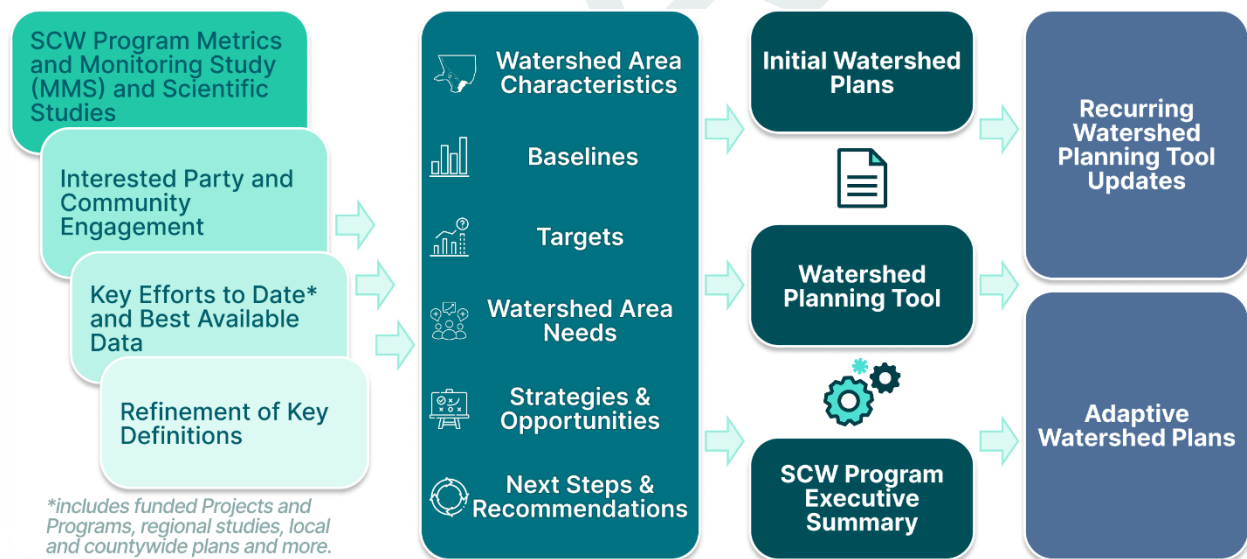 SCW Program Metrics
and Monitoring Study
(MMS) and Scientific
Studies
Interested Party and
Community
Engagement
Key Efforts to Date*
and Best Available
Data
Refinement of Key
Definitions
*includes funded Projects and
Programs, regional studies, local
and countywide plans and more.
Watershed Area
Characteristics
Baselines
Targets
Watershed Area
Needs
Strategies &
Opportunities
Next Steps &
Recommendations
Initial Watershed
Plans
Watershed
Planning Tool
SCW Program
Executive
Summary
Recurring
Watershed
Planning Tool
Updates
Adaptive
Watershed Plans